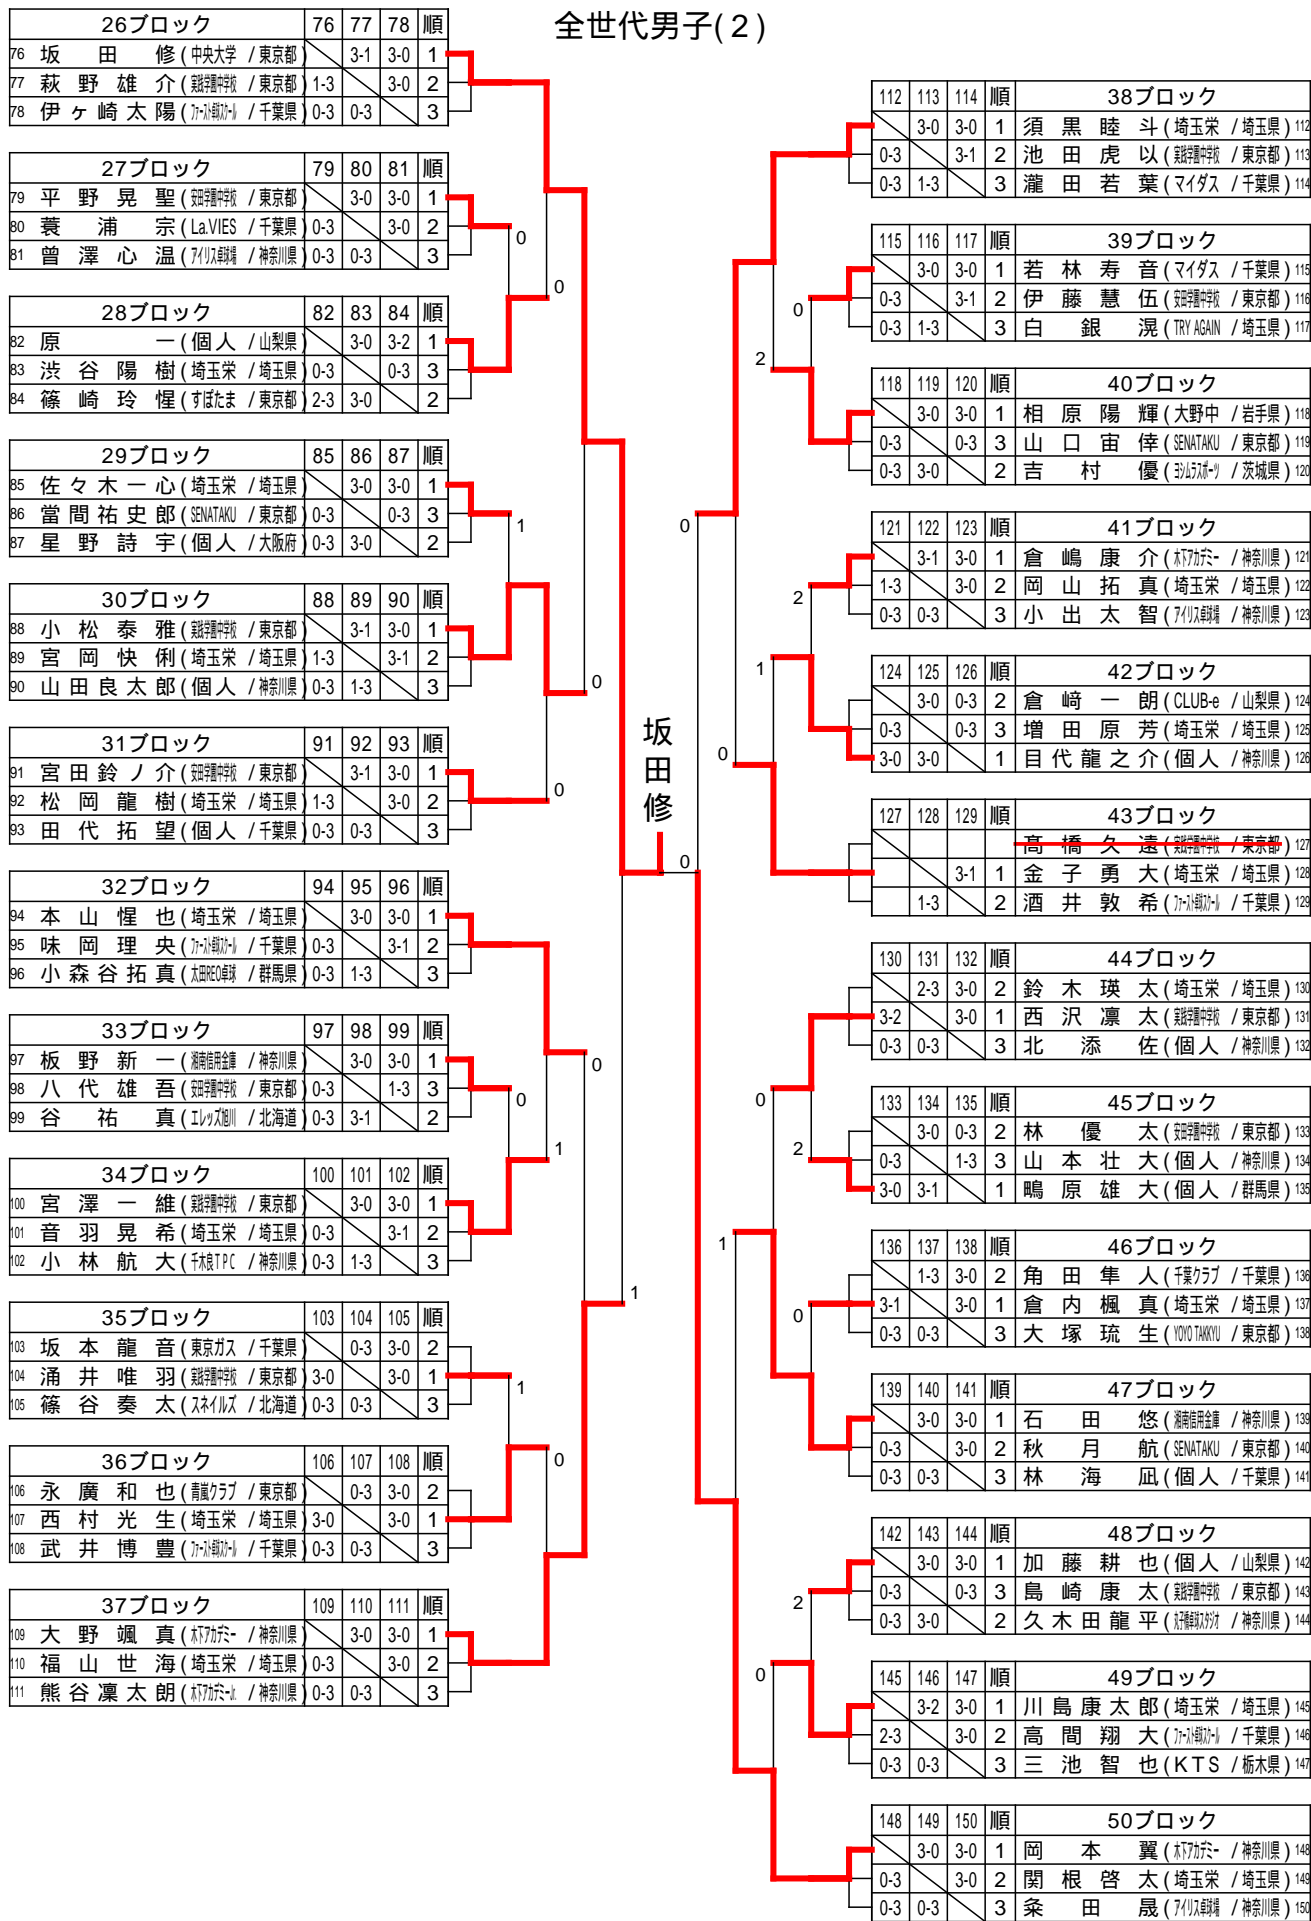 全世代男子(２)
26ブロック 76 77 78 順
76 坂田修(中央大学 / 東京都) 3-1 3-0 1
77 萩野雄介(実践学園中学校 / 東京都) 1-3 3-0 2
78 伊ヶ崎太陽(ファースト卓球スクール / 千葉県) 0-3 0-3 3
27ブロック 79 80 81 順
79 平野晃聖(安田学園中学校 / 東京都) 3-0 3-0 1
80 蓑浦宗(La.VIES / 千葉県) 0-3 3-0 2
81 曾澤心温(アイリス卓球場 / 神奈川県) 0-3 0-3 3
28ブロック 82 83 84 順
82 原一(個人 / 山梨県) 3-0 3-2 1
83 渋谷陽樹(埼玉栄 / 埼玉県) 0-3 0-3 3
84 篠崎玲惺(すぽたま / 東京都) 2-3 3-0 2
29ブロック 85 86 87 順
85 佐々木一心(埼玉栄 / 埼玉県) 3-0 3-0 1
86 當間祐史郎(SENATAKU / 東京都) 0-3 0-3 3
87 星野詩宇(個人 / 大阪府) 0-3 3-0 2
30ブロック 88 89 90 順
88 小松泰雅(実践学園中学校 / 東京都) 3-1 3-0 1
89 宮岡快俐(埼玉栄 / 埼玉県) 1-3 3-1 2
90 山田良太郎(個人 / 神奈川県) 0-3 1-3 3
31ブロック 91 92 93 順
91 宮田鈴ノ介(安田学園中学校 / 東京都) 3-1 3-0 1
92 松岡龍樹(埼玉栄 / 埼玉県) 1-3 3-0 2
93 田代拓望(個人 / 千葉県) 0-3 0-3 3
32ブロック 94 95 96 順
94 本山惺也(埼玉栄 / 埼玉県) 3-0 3-0 1
95 味岡理央(ファースト卓球スクール / 千葉県) 0-3 3-1 2
96 小森谷拓真(太田REO卓球 / 群馬県) 0-3 1-3 3
33ブロック 97 98 99 順
97 板野新一(湘南信用金庫 / 神奈川県) 3-0 3-0 1
98 八代雄吾(安田学園中学校 / 東京都) 0-3 1-3 3
99 谷祐真(エレッズ旭川 / 北海道) 0-3 3-1 2
34ブロック 100 101 102 順
100 宮澤一維(実践学園中学校 / 東京都) 3-0 3-0 1
101 音羽晃希(埼玉栄 / 埼玉県) 0-3 3-1 2
102 小林航大(千木良TPC / 神奈川県) 0-3 1-3 3
35ブロック 103 104 105 順
103 坂本龍音(東京ガス / 千葉県) 0-3 3-0 2
104 涌井唯羽(実践学園中学校 / 東京都) 3-0 3-0 1
105 篠谷奏太(スネイルズ / 北海道) 0-3 0-3 3
36ブロック 106 107 108 順
106 永廣和也(青嵐クラブ / 東京都) 0-3 3-0 2
107 西村光生(埼玉栄 / 埼玉県) 3-0 3-0 1
108 武井博豊(ファースト卓球スクール / 千葉県) 0-3 0-3 3
37ブロック 109 110 111 順
109 大野颯真(木下アカデミー / 神奈川県) 3-0 3-0 1
110 福山世海(埼玉栄 / 埼玉県) 0-3 3-0 2
111 熊谷凜太朗(木下アカデミーJr. / 神奈川県) 0-3 0-3 3
0
0
1
0
0
0
0
1
1
1
0
坂田修
0
0
2
0
2
1
0
0
2
1
0
2
0
112 113 114 順 38ブロック
3-0 3-0 1 須黒睦斗(埼玉栄 / 埼玉県) 112
0-3 3-1 2 池田虎以(実践学園中学校 / 東京都) 113
0-3 1-3 3 瀧田若葉(マイダス / 千葉県) 114
115 116 117 順 39ブロック
3-0 3-0 1 若林寿音(マイダス / 千葉県) 115
0-3 3-1 2 伊藤慧伍(安田学園中学校 / 東京都) 116
0-3 1-3 3 白銀滉(TRY AGAIN / 埼玉県) 117
118 119 120 順 40ブロック
3-0 3-0 1 相原陽輝(大野中 / 岩手県) 118
0-3 0-3 3 山口宙倖(SENATAKU / 東京都) 119
0-3 3-0 2 吉村優(ヨシムラスポーツ / 茨城県) 120
121 122 123 順 41ブロック
3-1 3-0 1 倉嶋康介(木下アカデミー / 神奈川県) 121
1-3 3-0 2 岡山拓真(埼玉栄 / 埼玉県) 122
0-3 0-3 3 小出太智(アイリス卓球場 / 神奈川県) 123
124 125 126 順 42ブロック
3-0 0-3 2 倉﨑一朗(CLUB-e / 山梨県) 124
0-3 0-3 3 増田原芳(埼玉栄 / 埼玉県) 125
3-0 3-0 1 目代龍之介(個人 / 神奈川県) 126
127 128 129 順 43ブロック
髙橋久遠(実践学園中学校 / 東京都) 127
3-1 1 金子勇大(埼玉栄 / 埼玉県) 128
1-3 2 酒井敦希(ファースト卓球スクール / 千葉県) 129
130 131 132 順 44ブロック
2-3 3-0 2 鈴木瑛太(埼玉栄 / 埼玉県) 130
3-2 3-0 1 西沢凛太(実践学園中学校 / 東京都) 131
0-3 0-3 3 北添佐(個人 / 神奈川県) 132
133 134 135 順 45ブロック
3-0 0-3 2 林優太(安田学園中学校 / 東京都) 133
0-3 1-3 3 山本壮大(個人 / 神奈川県) 134
3-0 3-1 1 鴫原雄大(個人 / 群馬県) 135
136 137 138 順 46ブロック
1-3 3-0 2 角田隼人(千葉クラブ / 千葉県) 136
3-1 3-0 1 倉内楓真(埼玉栄 / 埼玉県) 137
0-3 0-3 3 大塚琉生(YOYO TAKKYU / 東京都) 138
139 140 141 順 47ブロック
3-0 3-0 1 石田悠(湘南信用金庫 / 神奈川県) 139
0-3 3-0 2 秋月航(SENATAKU / 東京都) 140
0-3 0-3 3 林海凪(個人 / 千葉県) 141
142 143 144 順 48ブロック
3-0 3-0 1 加藤耕也(個人 / 山梨県) 142
0-3 0-3 3 島崎康太(実践学園中学校 / 東京都) 143
0-3 3-0 2 久木田龍平(丸子橋卓球スタジオ / 神奈川県) 144
145 146 147 順 49ブロック
3-2 3-0 1 川島康太郎(埼玉栄 / 埼玉県) 145
2-3 3-0 2 高間翔大(ファースト卓球スクール / 千葉県) 146
0-3 0-3 3 三池智也(KTS / 栃木県) 147
148 149 150 順 50ブロック
3-0 3-0 1 岡本翼(木下アカデミー / 神奈川県) 148
0-3 3-0 2 関根啓太(埼玉栄 / 埼玉県) 149
0-3 0-3 3 粂田晟(アイリス卓球場 / 神奈川県) 150